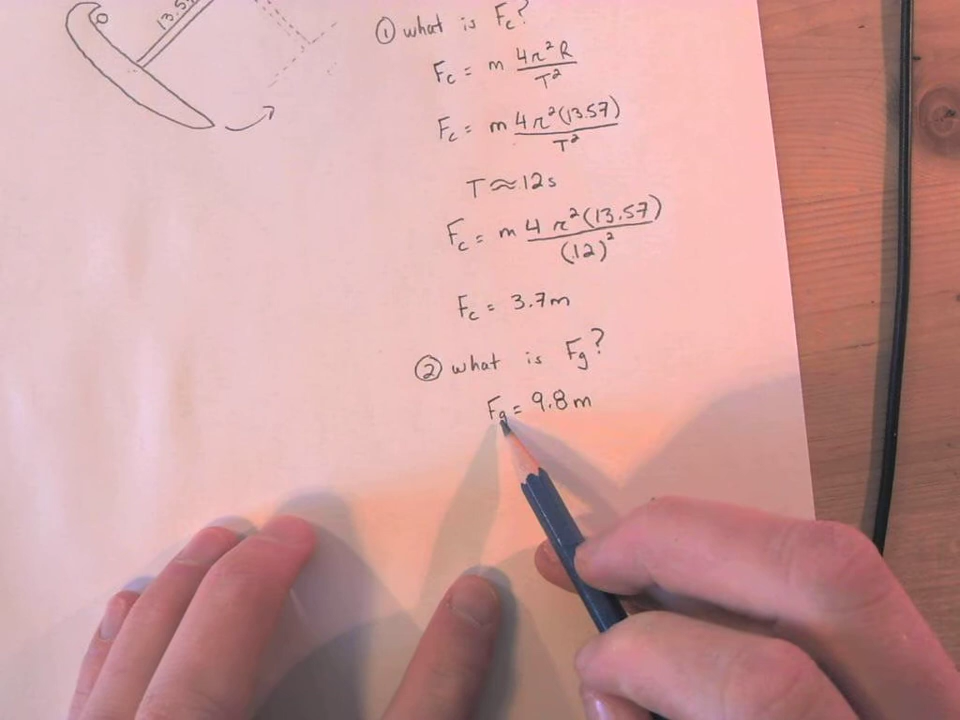 13.5
① what is Fc?
Fc = m 4π²R / T²
Fc = m 4π²(13.57) / T²
T ≈ 12s
Fc = m 4π²(13.57) / (12)²
Fc = 3.7m
② what is Fg?
Fg = 9.8m